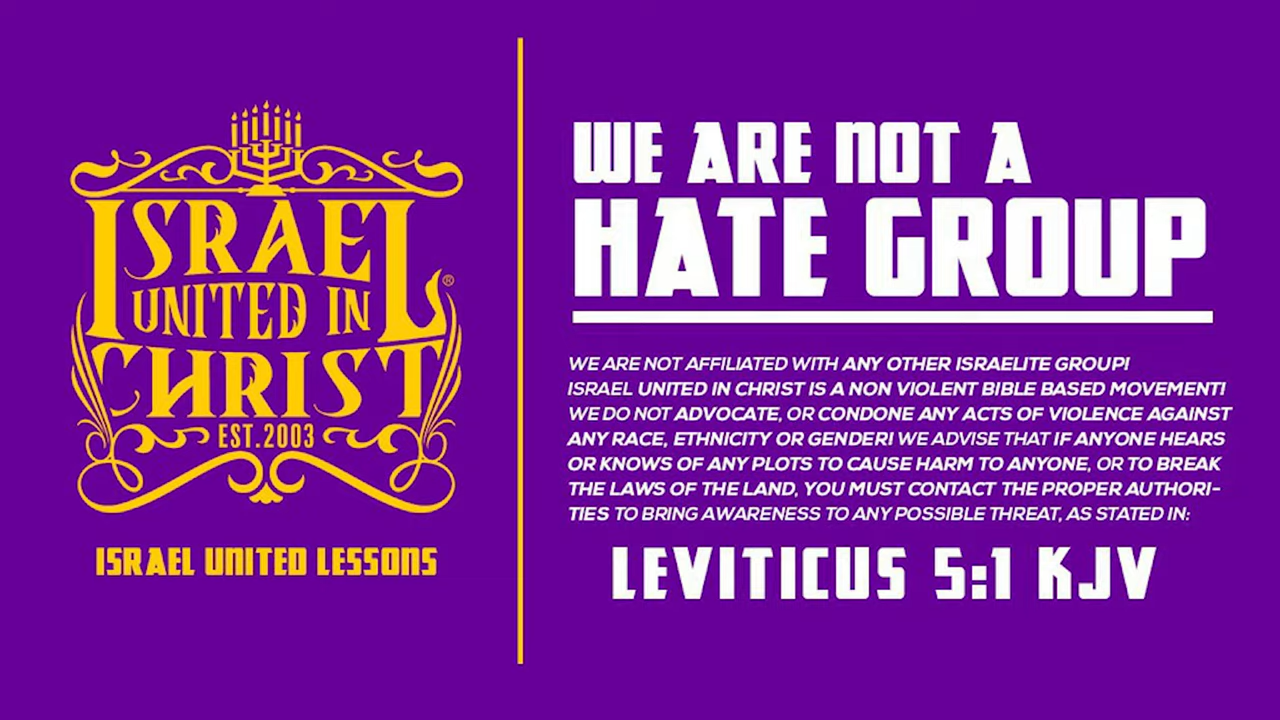 ISRAEL
UNITED IN
CHRIST
®
EST.2003
ISRAEL UNITED LESSONS
WE ARE NOT A
HATE GROUP
WE ARE NOT AFFILIATED WITH ANY OTHER ISRAELITE GROUP!
ISRAEL UNITED IN CHRIST IS A NON VIOLENT BIBLE BASED MOVEMENT!
WE DO NOT ADVOCATE, OR CONDONE ANY ACTS OF VIOLENCE AGAINST
ANY RACE, ETHNICITY OR GENDER! WE ADVISE THAT IF ANYONE HEARS
OR KNOWS OF ANY PLOTS TO CAUSE HARM TO ANYONE, OR TO BREAK
THE LAWS OF THE LAND, YOU MUST CONTACT THE PROPER AUTHORI-
TIES TO BRING AWARENESS TO ANY POSSIBLE THREAT, AS STATED IN:
LEVITICUS 5:1 KJV